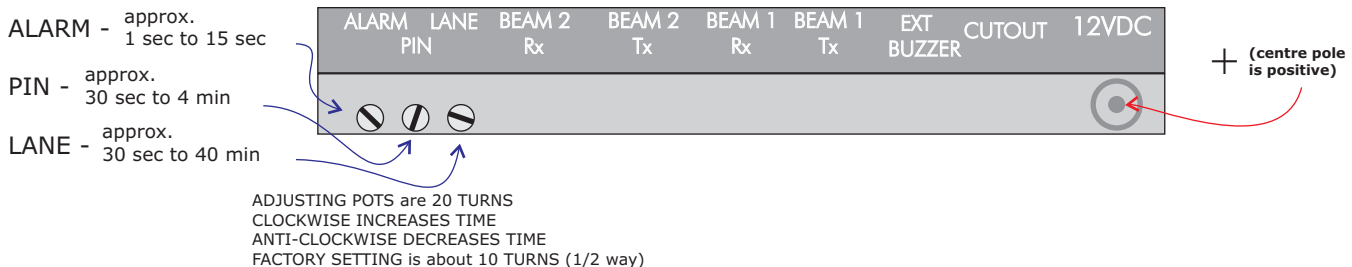 ALARM - approx.
1 sec to 15 sec
PIN - approx.
30 sec to 4 min
LANE - approx.
30 sec to 40 min
ALARM LANE BEAM 2 BEAM 2 BEAM 1 BEAM 1 EXT CUTOUT 12VDC
PIN Rx Tx Rx Tx BUZZER
+ (centre pole
is positive)
ADJUSTING POTS are 20 TURNS
CLOCKWISE INCREASES TIME
ANTI-CLOCKWISE DECREASES TIME
FACTORY SETTING is about 10 TURNS (1/2 way)